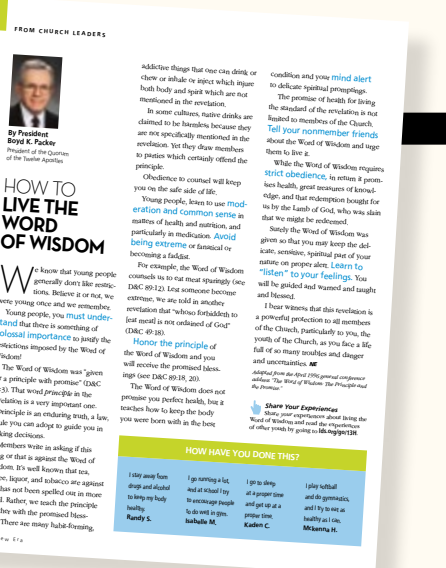 FROM CHURCH LEADERS
By President
Boyd K. Packer
President of the Quorum
of the Twelve Apostles
HOW TO
LIVE THE
WORD
OF WISDOM
We know that young people
generally don't like restric-
tions. Believe it or not, we
were young once and we remember.
Young people, you must under-
stand that there is something of
colossal importance to justify the
restrictions imposed by the Word of
Wisdom!
The Word of Wisdom was "given
for a principle with promise" (D&C
89:3). That word principle in the
revelation is a very important one.
principle is an enduring truth, a law,
rule you can adopt to guide you in
making decisions.
Members write in asking if this
or that is against the Word of
Wisdom. It's well known that tea,
coffee, liquor, and tobacco are against
has not been spelled out in more
Rather, we teach the principle
together with the promised bless-
There are many habit-forming,
New Era
addictive things that one can drink or
chew or inhale or inject which injure
both body and spirit which are not
mentioned in the revelation.
In some cultures, native drinks are
claimed to be harmless because they
are not specifically mentioned in the
revelation. Yet they draw members
to parties which certainly offend the
principle.
Obedience to counsel will keep
you on the safe side of life.
Young people, learn to use mod-
eration and common sense in
matters of health and nutrition, and
particularly in medication. Avoid
being extreme or fanatical or
becoming a faddist.
For example, the Word of Wisdom
counsels us to eat meat sparingly (see
D&C 89:12). Lest someone become
extreme, we are told in another
revelation that "whoso forbiddeth to
[eat meat] is not ordained of God"
(D&C 49:18).
Honor the principle of
the Word of Wisdom and you
will receive the promised bless-
ings (see D&C 89:18, 20).
The Word of Wisdom does not
promise you perfect health, but it
teaches how to keep the body
you were born with in the best
condition and your mind alert
to delicate spiritual promptings.
The promise of health for living
the standard of the revelation is not
limited to members of the Church.
Tell your nonmember friends
about the Word of Wisdom and urge
them to live it.
While the Word of Wisdom requires
strict obedience, in return it prom-
ises health, great treasures of knowl-
edge, and that redemption bought for
us by the Lamb of God, who was slain
that we might be redeemed.
Surely the Word of Wisdom was
given so that you may keep the del-
icate, sensitive, spiritual part of your
nature on proper alert. Learn to
"listen" to your feelings. You
will be guided and warned and taught
and blessed.
I bear witness that this revelation is
a powerful protection to all members
of the Church, particularly to you, the
youth of the Church, as you face a life
full of so many troubles and dangers
and uncertainties. NE
Adapted from the April 1996 general conference
address "The Word of Wisdom: The Principle and
the Promises."
Share Your Experiences
Share your experiences about living the
Word of Wisdom and read the experiences
of other youth by going to lds.org/go/13H.
HOW HAVE YOU DONE THIS?
I stay away from
drugs and alcohol
to keep my body
healthy.
Randy S.
I go running a lot,
and at school I try
to encourage people
to do well in gym.
Isabelle M.
I go to sleep
at a proper time
and get up at a
proper time.
Kaden C.
I play softball
and do gymnastics,
and I try to eat as
healthy as I can.
Mckenna H.